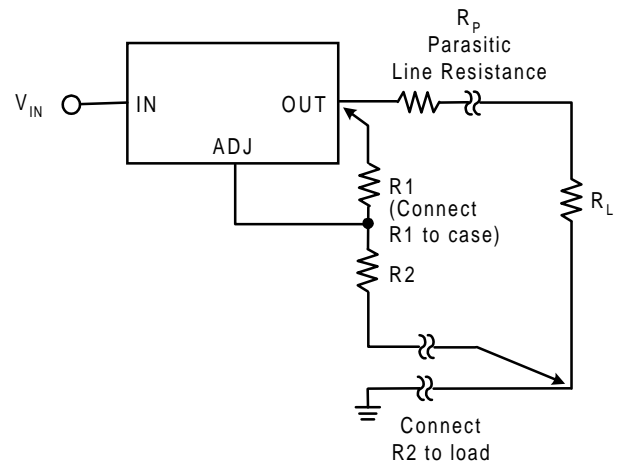 R_P
Parasitic
Line Resistance
V_IN
IN
OUT
ADJ
R1
(Connect
R1 to case)
R_L
R2
Connect
R2 to load